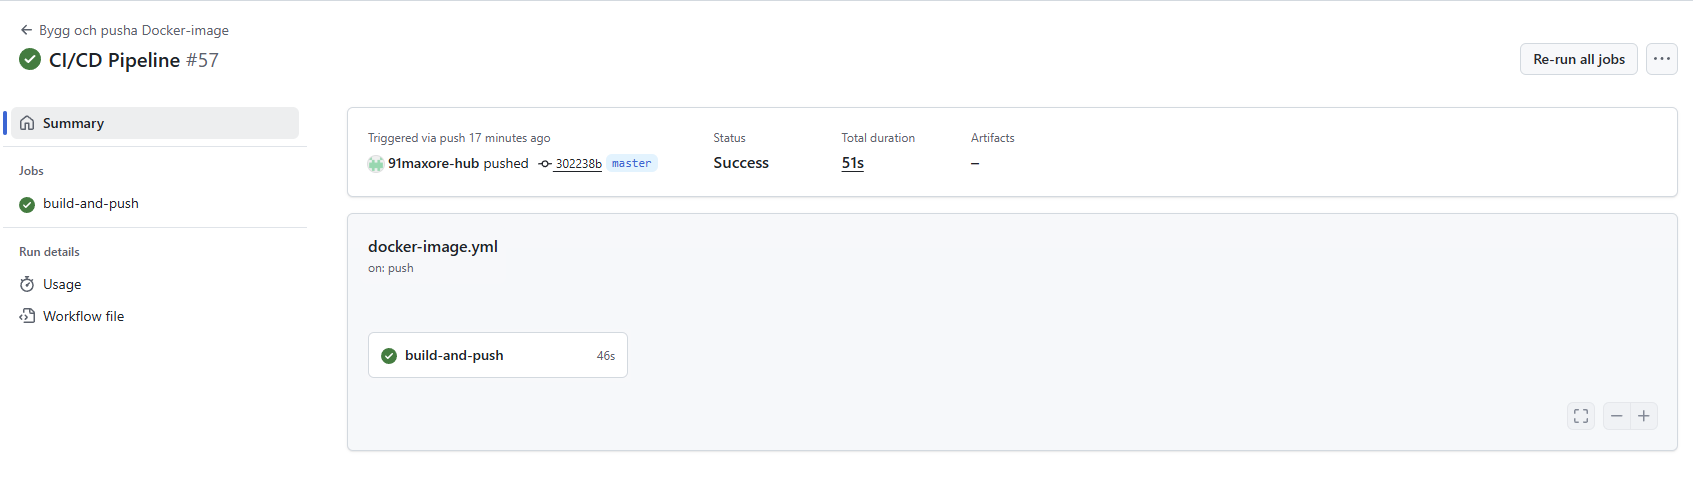 Bygg och pusha Docker-image
CI/CD Pipeline #57
Re-run all jobs
Summary
Jobs
build-and-push
Run details
Usage
Workflow file
Triggered via push 17 minutes ago
91maxore-hub pushed 302238b master
Status
Success
Total duration
51s
Artifacts
–
docker-image.yml
on: push
build-and-push 46s